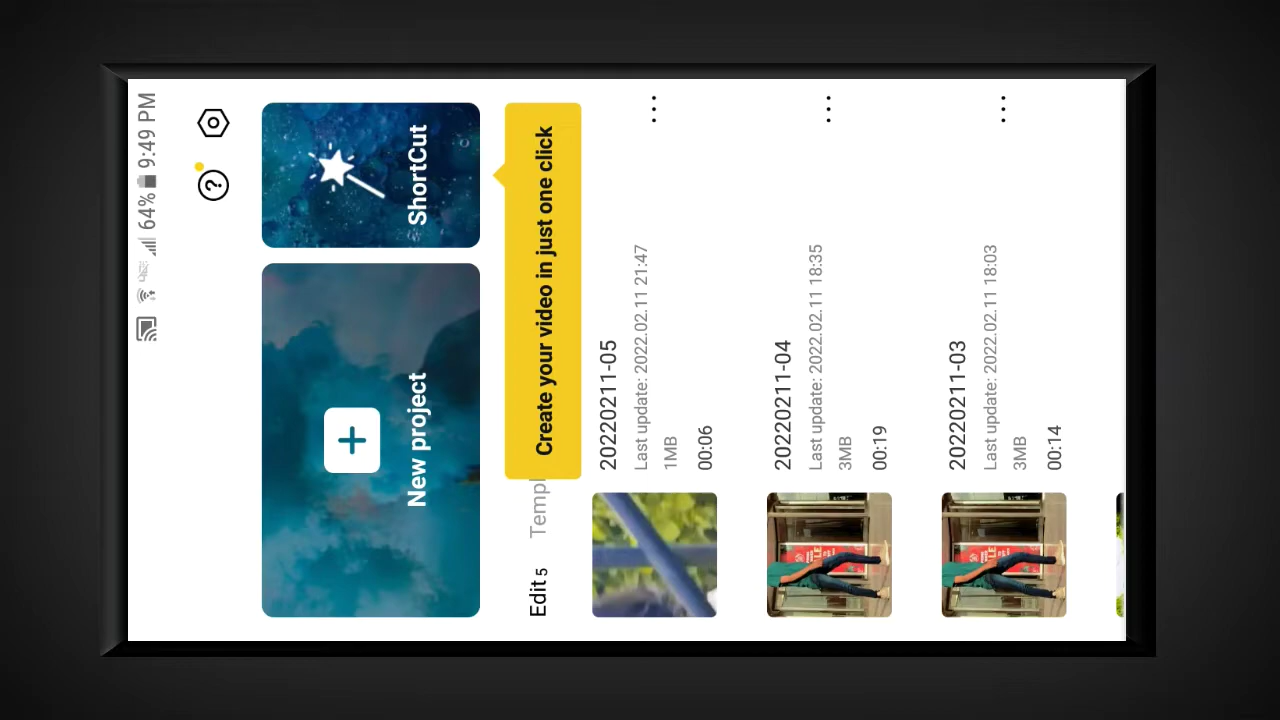 64% 9:49 PM
New project
ShortCut
Create your video in just one click
Edit 5 Templ
20220211-05
Last update: 2022.02.11 21:47
1MB
00:06
20220211-04
Last update: 2022.02.11 18:35
3MB
00:19
20220211-03
Last update: 2022.02.11 18:03
3MB
00:14